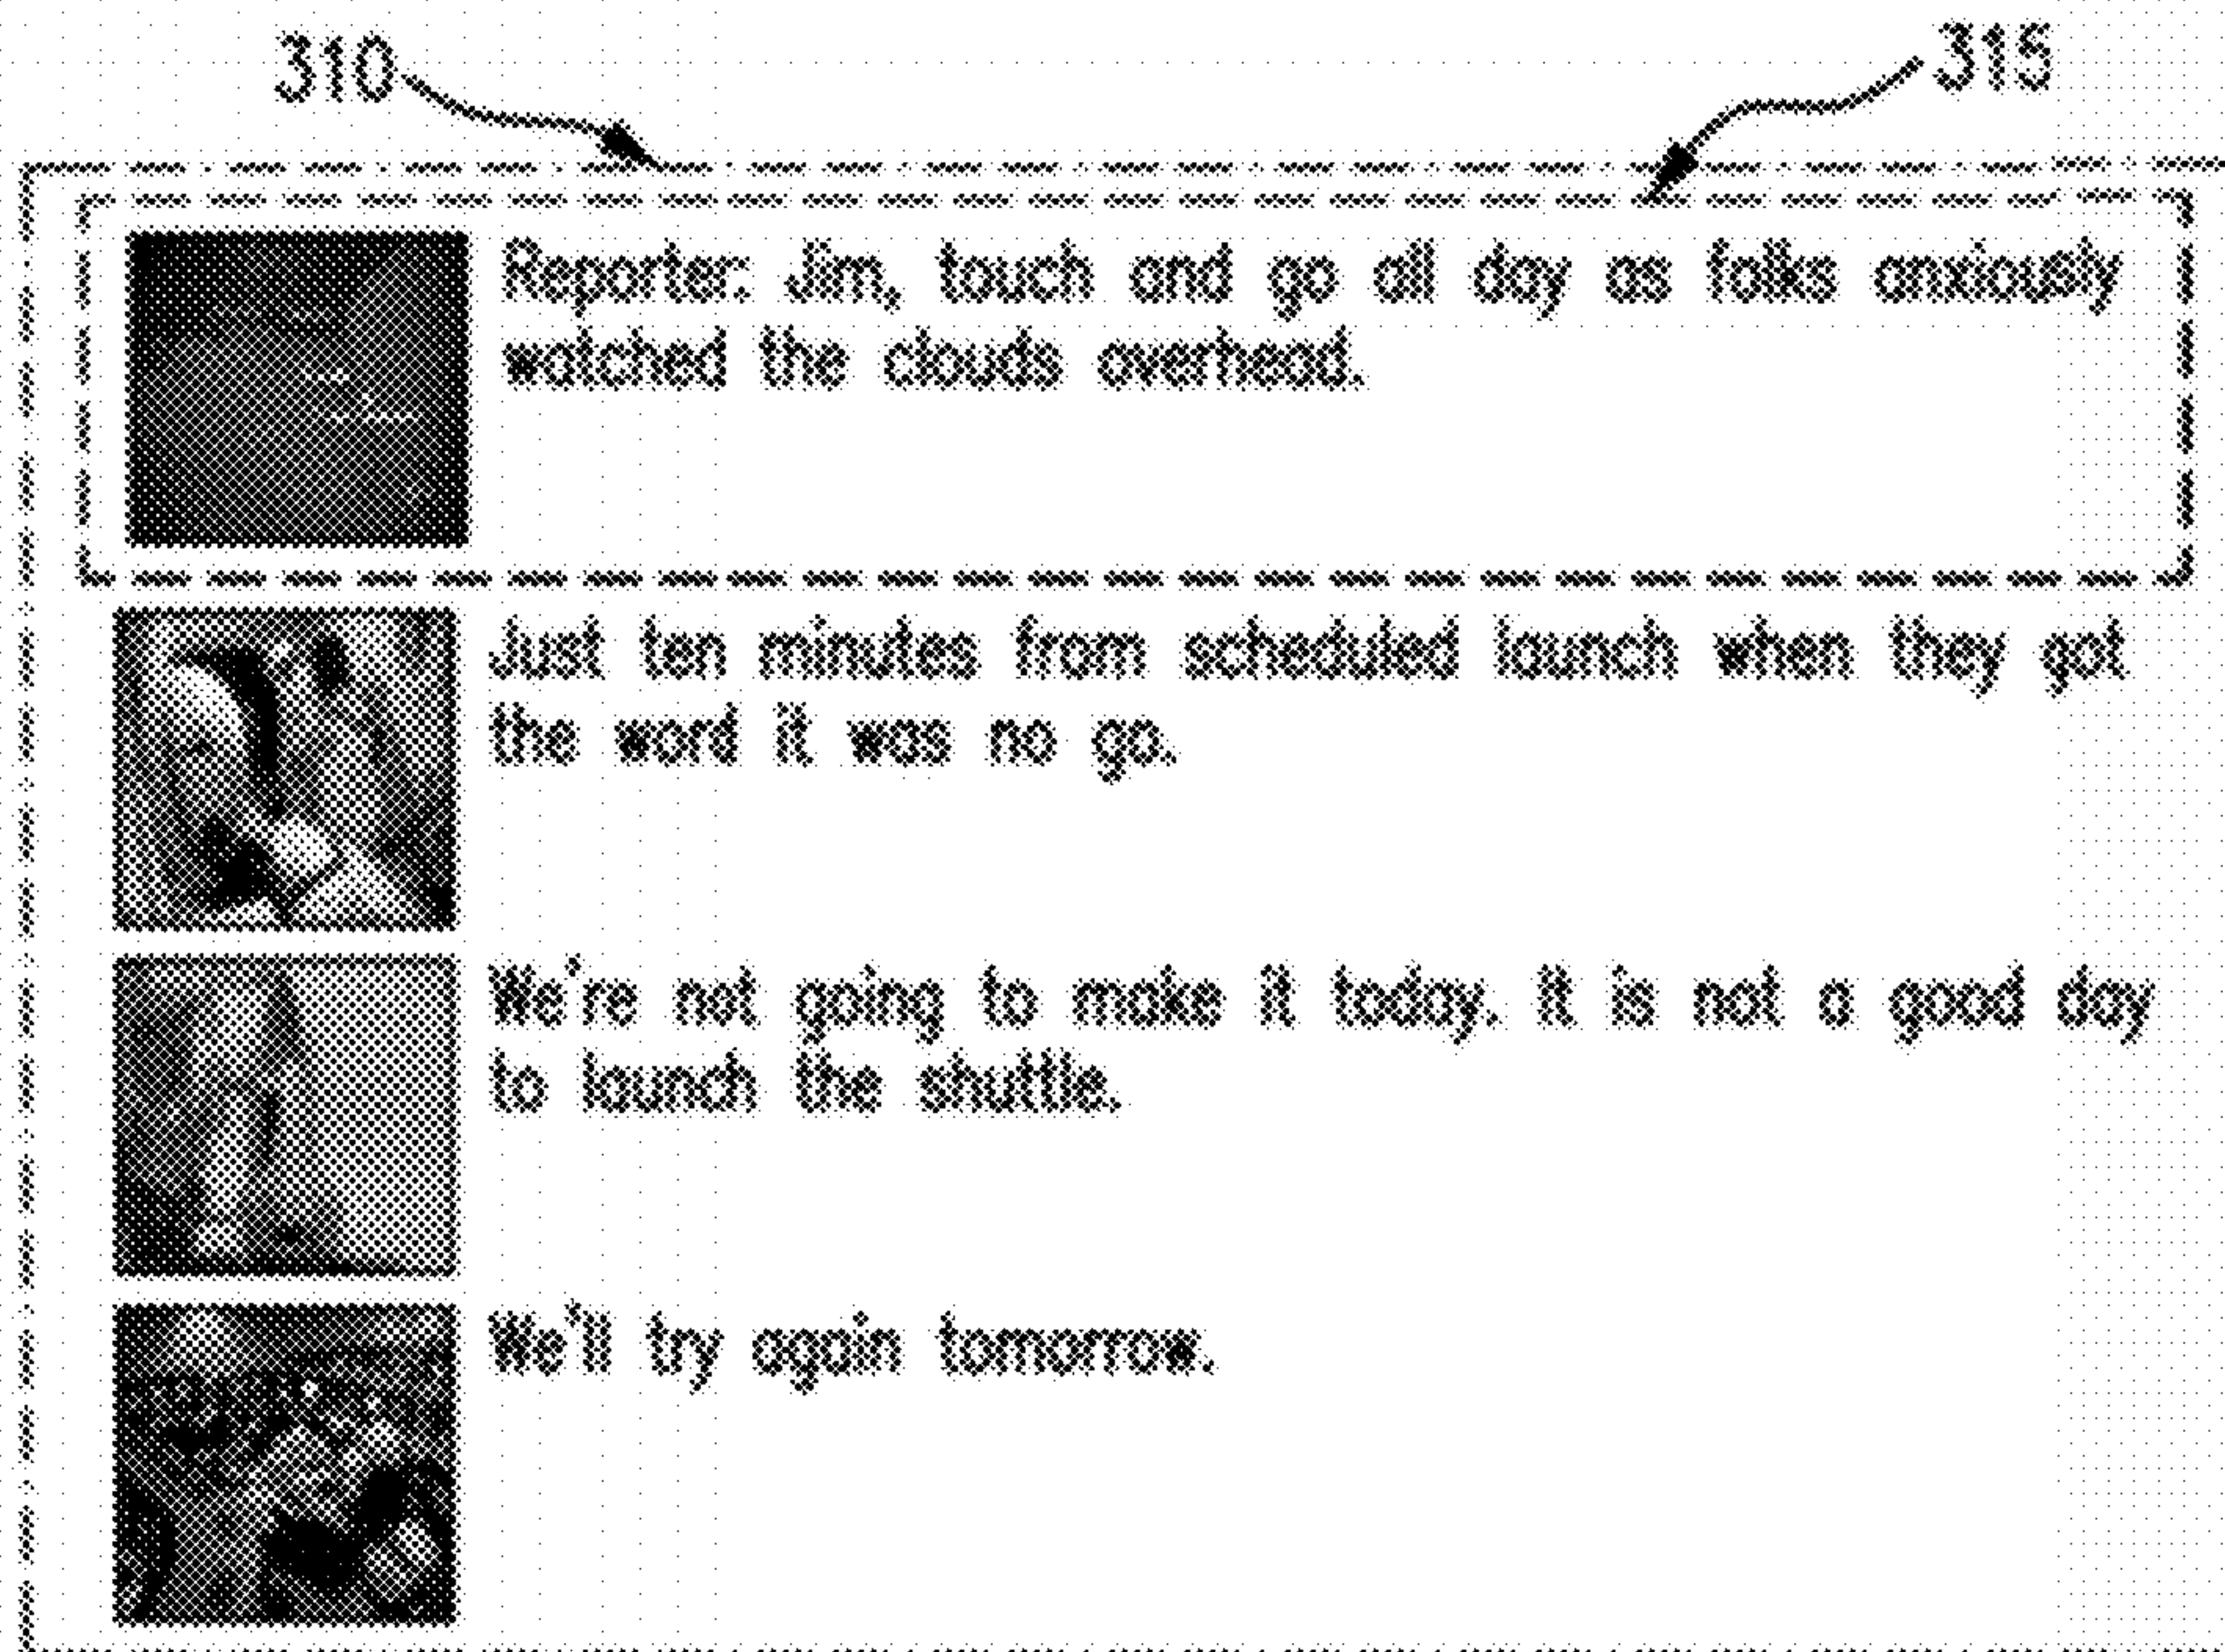 310
315
Reporter: Jim, touch and go all day as folks anxiously
watched the clouds overhead.
Just ten minutes from scheduled launch when they got
the word it was no go.
We're not going to make it today. It is not a good day
to launch the shuttle.
We'll try again tomorrow.